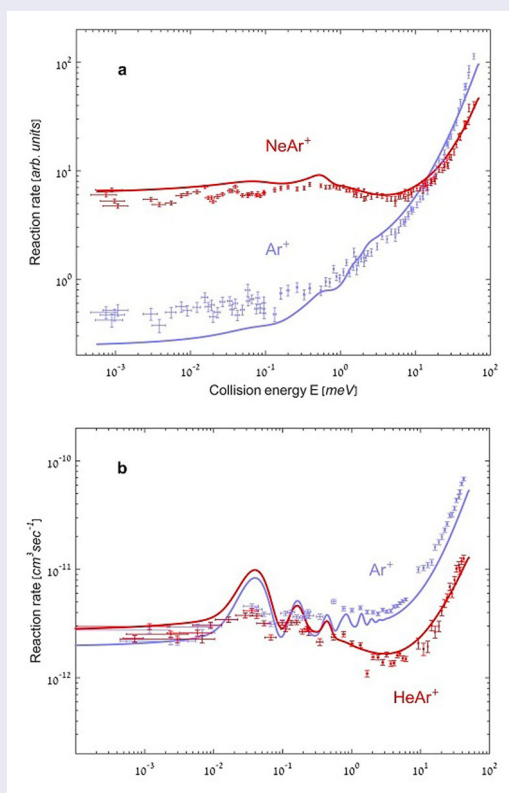 a
Reaction rate [arb. units]
10²
10¹
10⁰
NeAr⁺
Ar⁺
10⁻³ 10⁻² 10⁻¹ 10⁰ 10¹ 10²
Collision energy E [meV]
b
Reaction rate [cm³sec⁻¹]
10⁻¹⁰
10⁻¹¹
10⁻¹²
Ar⁺
HeAr⁺
10⁻³ 10⁻² 10⁻¹ 10⁰ 10¹ 10²